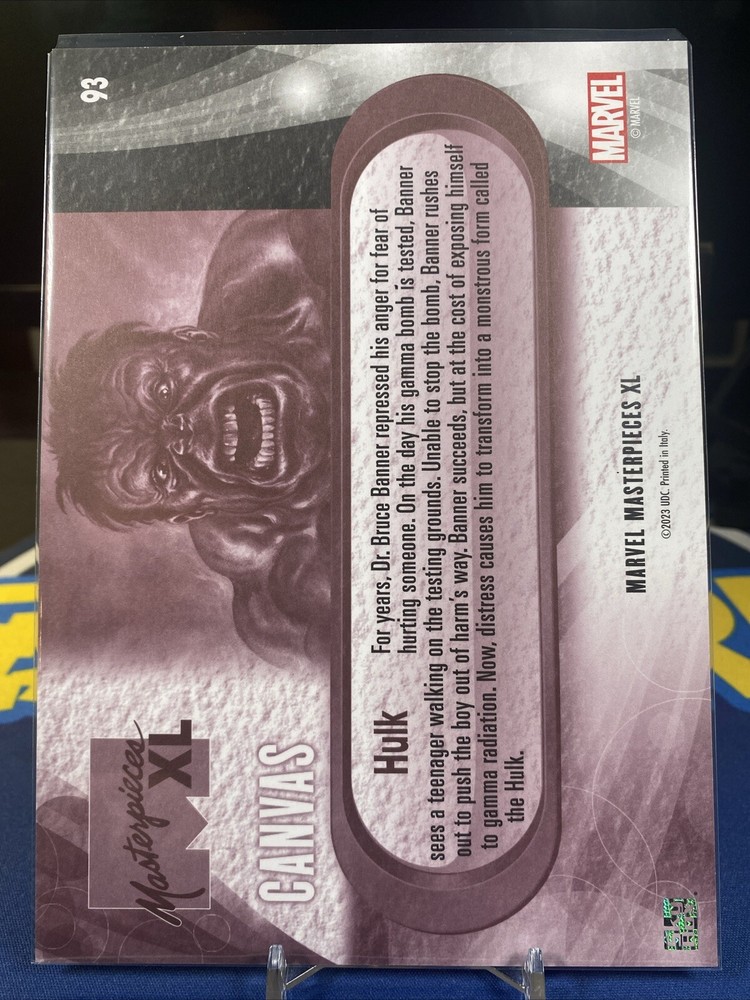 Masterpieces
XL
CANVAS
93
Hulk
For years, Dr. Bruce Banner repressed his anger for fear of
hurting someone. On the day his gamma bomb is tested, Banner
sees a teenager walking on the testing grounds. Unable to stop the bomb, Banner rushes
out to push the boy out of harm's way. Banner succeeds, but at the cost of exposing himself
to gamma radiation. Now, distress causes him to transform into a monstrous form called
the Hulk.
MARVEL MASTERPIECES XL
©2023 UDC. Printed in Italy.
MARVEL
© MARVEL